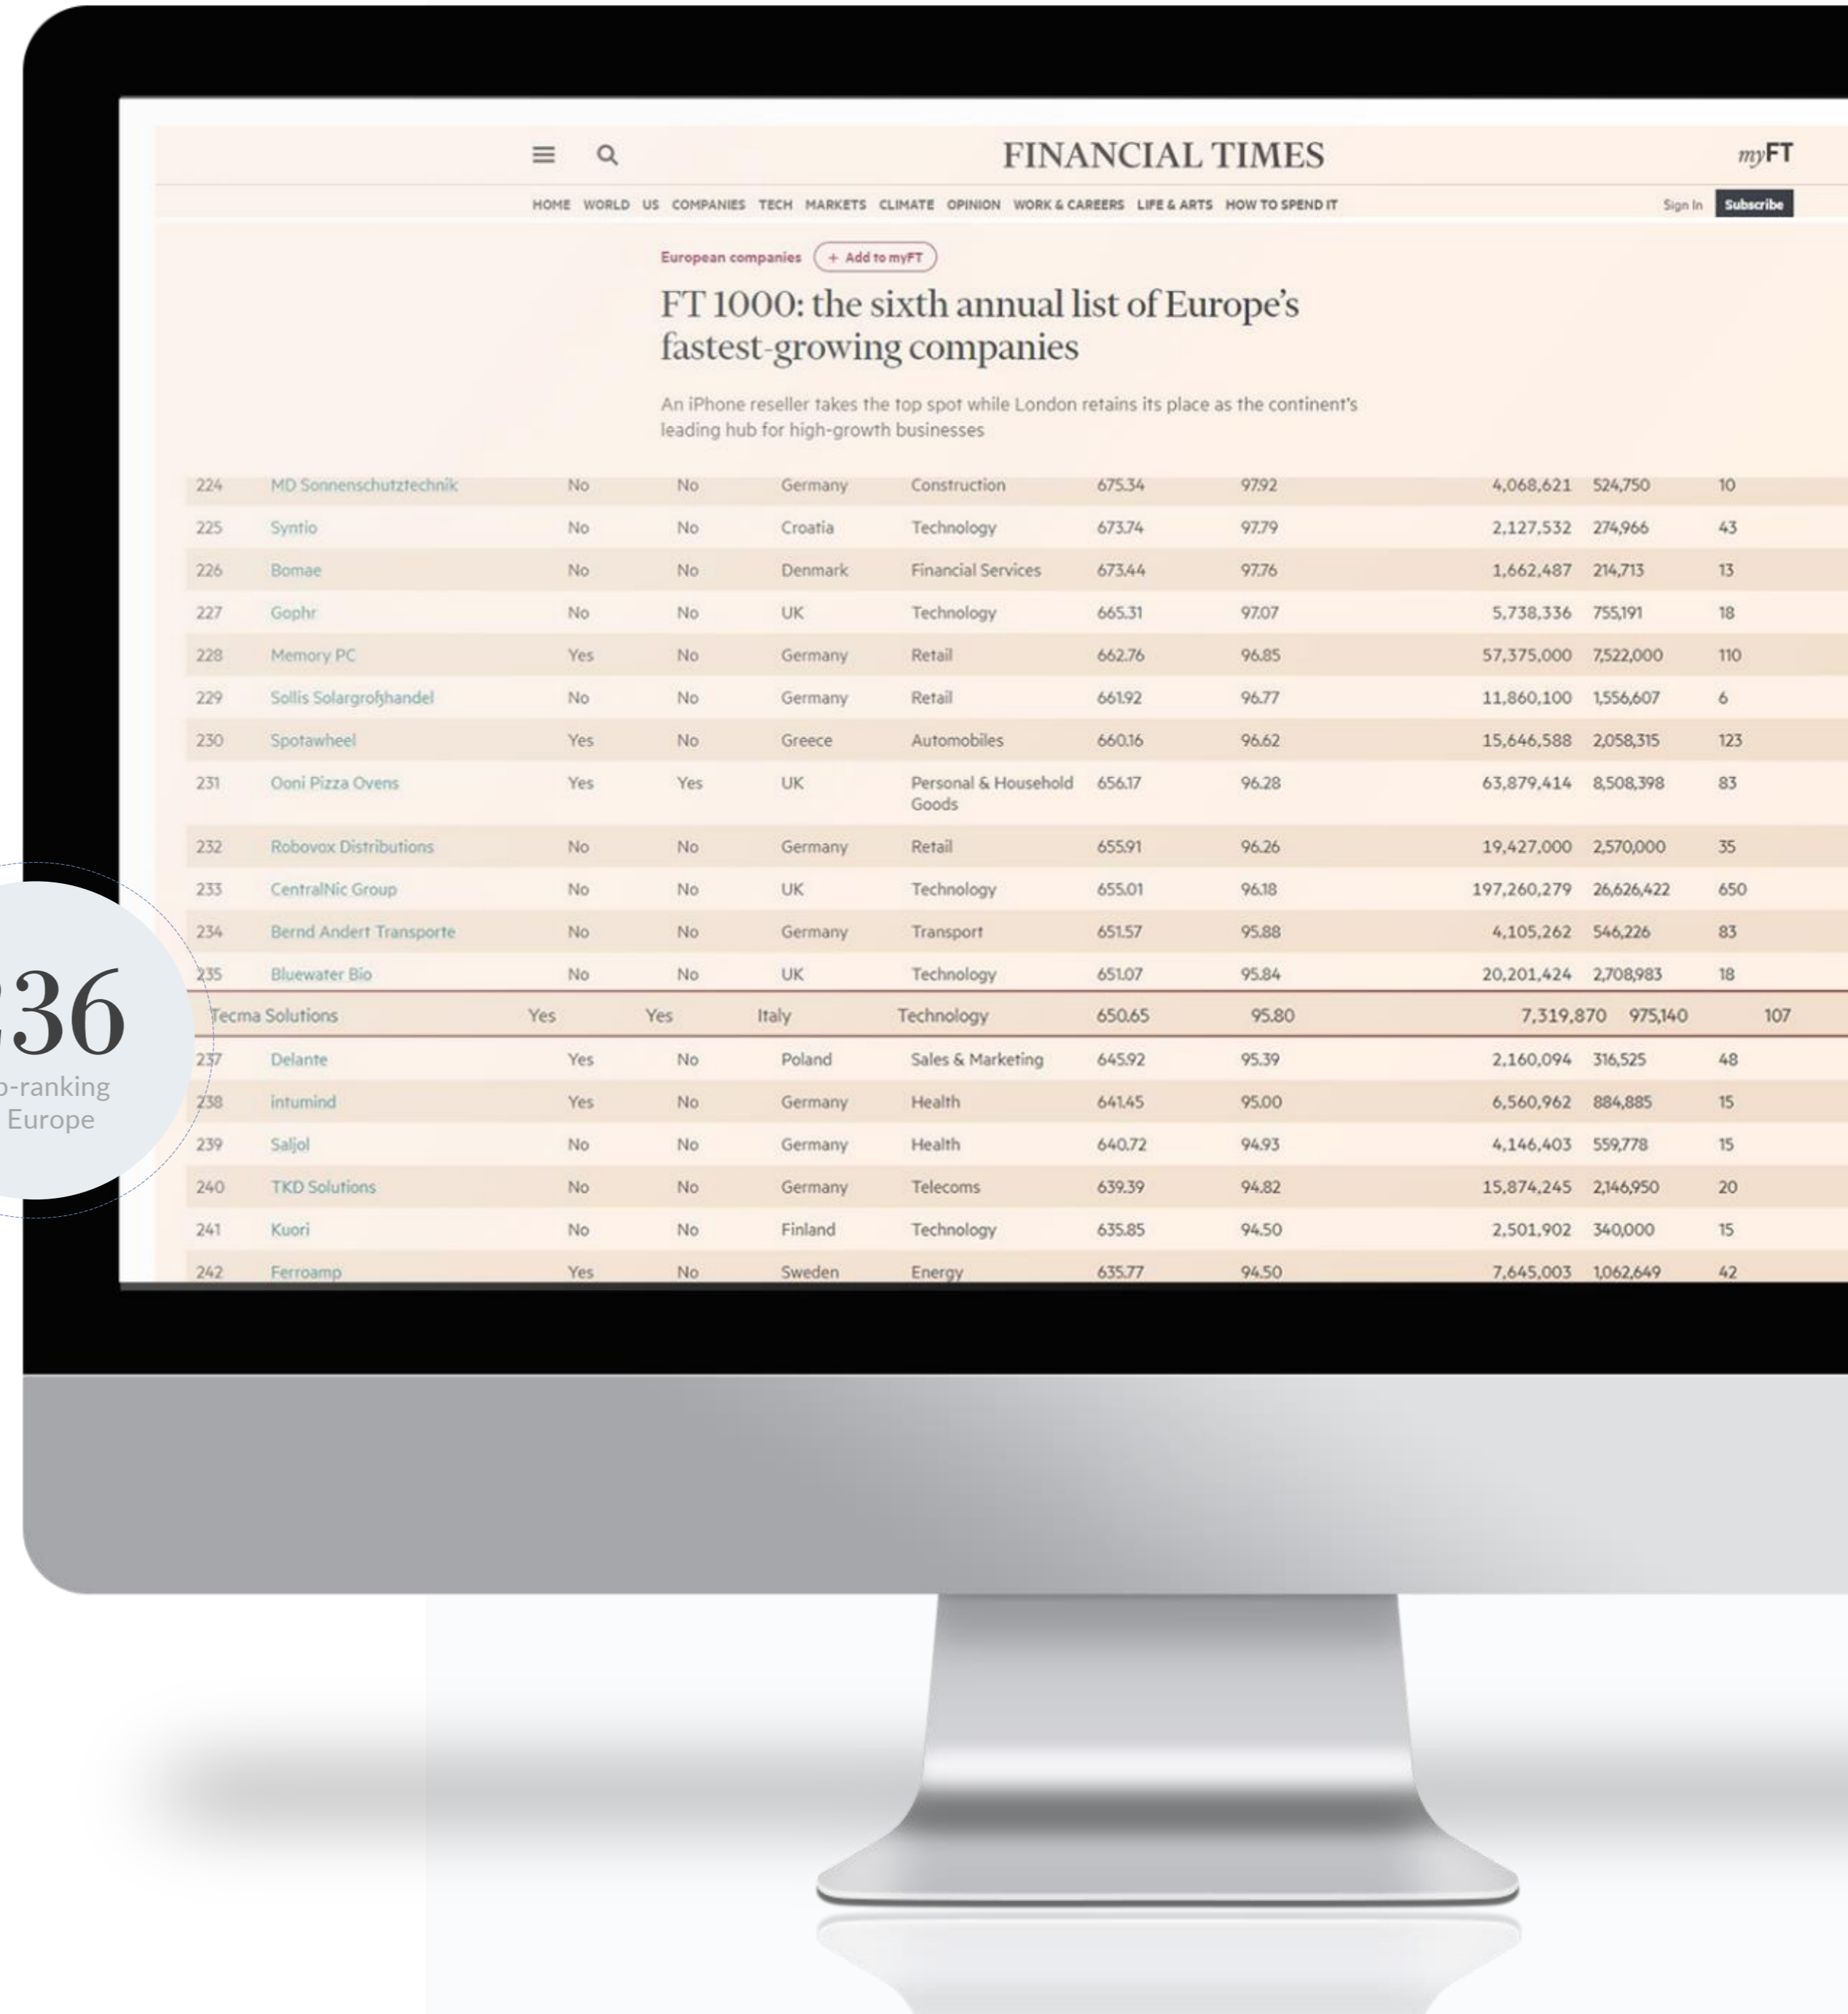 FINANCIAL TIMES
myFT
HOME WORLD US COMPANIES TECH MARKETS CLIMATE OPINION WORK & CAREERS LIFE & ARTS HOW TO SPEND IT
Sign In Subscribe
European companies + Add to myFT
FT 1000: the sixth annual list of Europe's
fastest-growing companies
An iPhone reseller takes the top spot while London retains its place as the continent's
leading hub for high-growth businesses
224 MD Sonnenschutztechnik No No Germany Construction 675.34 97.92 4,068,621 524,750 10
225 Syntio No No Croatia Technology 673.74 97.79 2,127,532 274,966 43
226 Bomae No No Denmark Financial Services 673.44 97.76 1,662,487 214,713 13
227 Gophr No No UK Technology 665.31 97.07 5,738,336 755,191 18
228 Memory PC Yes No Germany Retail 662.76 96.85 57,375,000 7,522,000 110
229 Sollis Solargroßhandel No No Germany Retail 661.92 96.77 11,860,100 1,556,607 6
230 Spotawheel Yes No Greece Automobiles 660.16 96.62 15,646,588 2,058,315 123
231 Ooni Pizza Ovens Yes Yes UK Personal & Household 656.17 96.28 63,879,414 8,508,398 83
Goods
232 Robovox Distributions No No Germany Retail 655.91 96.26 19,427,000 2,570,000 35
233 CentralNic Group No No UK Technology 655.01 96.18 197,260,279 26,626,422 650
234 Bernd Andert Transporte No No Germany Transport 651.57 95.88 4,105,262 546,226 83
235 Bluewater Bio No No UK Technology 651.07 95.84 20,201,424 2,708,983 18
36
-ranking
Europe
Tecma Solutions Yes Yes Italy Technology 650.65 95.80 7,319,870 975,140 107
237 Delante Yes No Poland Sales & Marketing 645.92 95.39 2,160,094 316,525 48
238 intumind Yes No Germany Health 641.45 95.00 6,560,962 884,885 15
239 Saljol No No Germany Health 640.72 94.93 4,146,403 559,778 15
240 TKD Solutions No No Germany Telecoms 639.39 94.82 15,874,245 2,146,950 20
241 Kuori No No Finland Technology 635.85 94.50 2,501,902 340,000 15
242 Ferroamp Yes No Sweden Energy 635.77 94.50 7,645,003 1,062,649 42